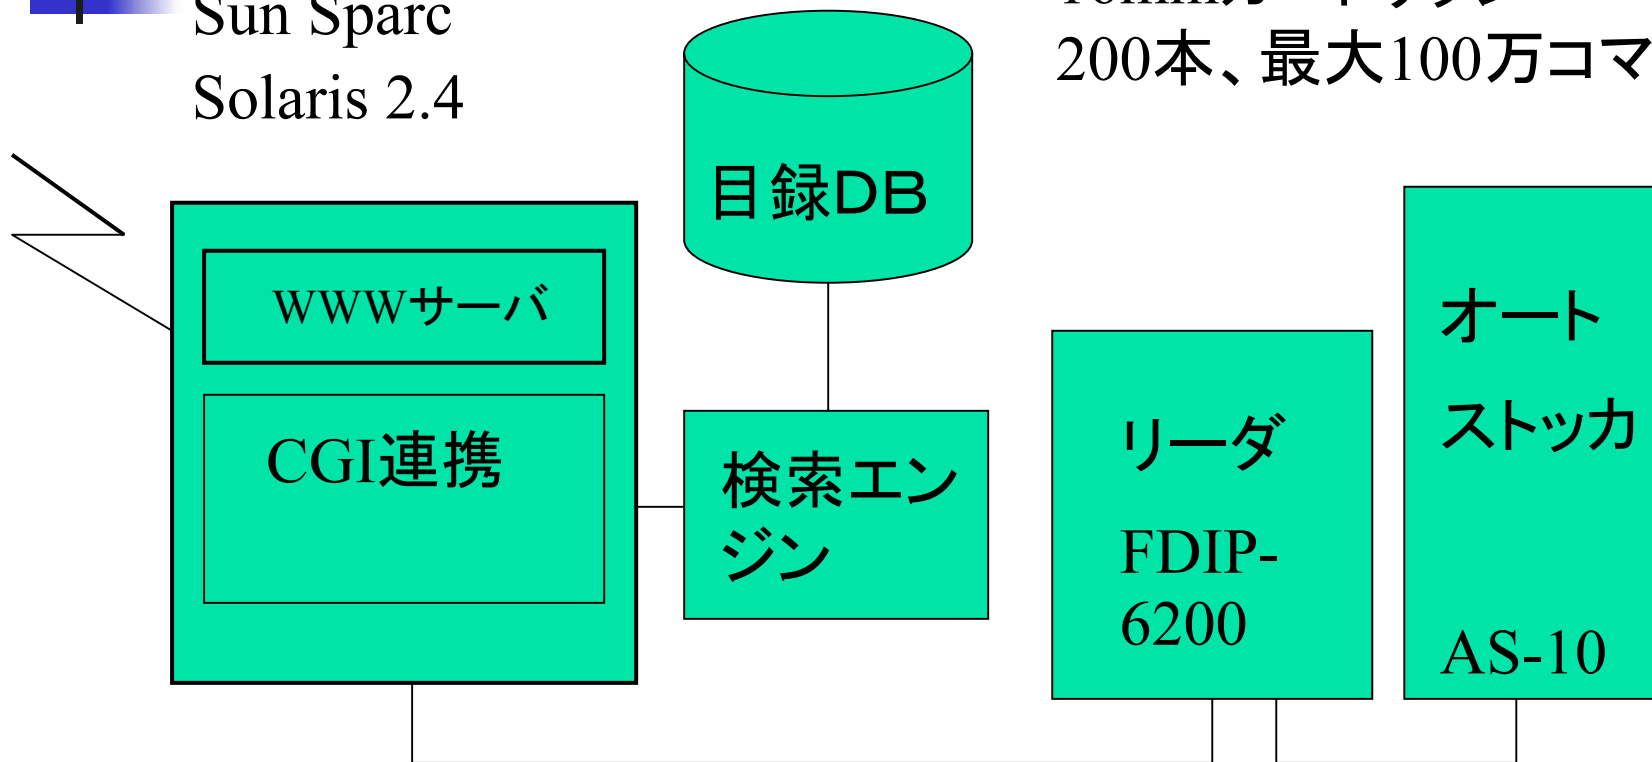 Sun Sparc
Solaris 2.4
200本、最大100万コマ
目録ＤＢ
WWWサーバ
CGI連携
検索エン
ジン
リーダ
FDIP-
6200
オート
ストッカ
AS-10